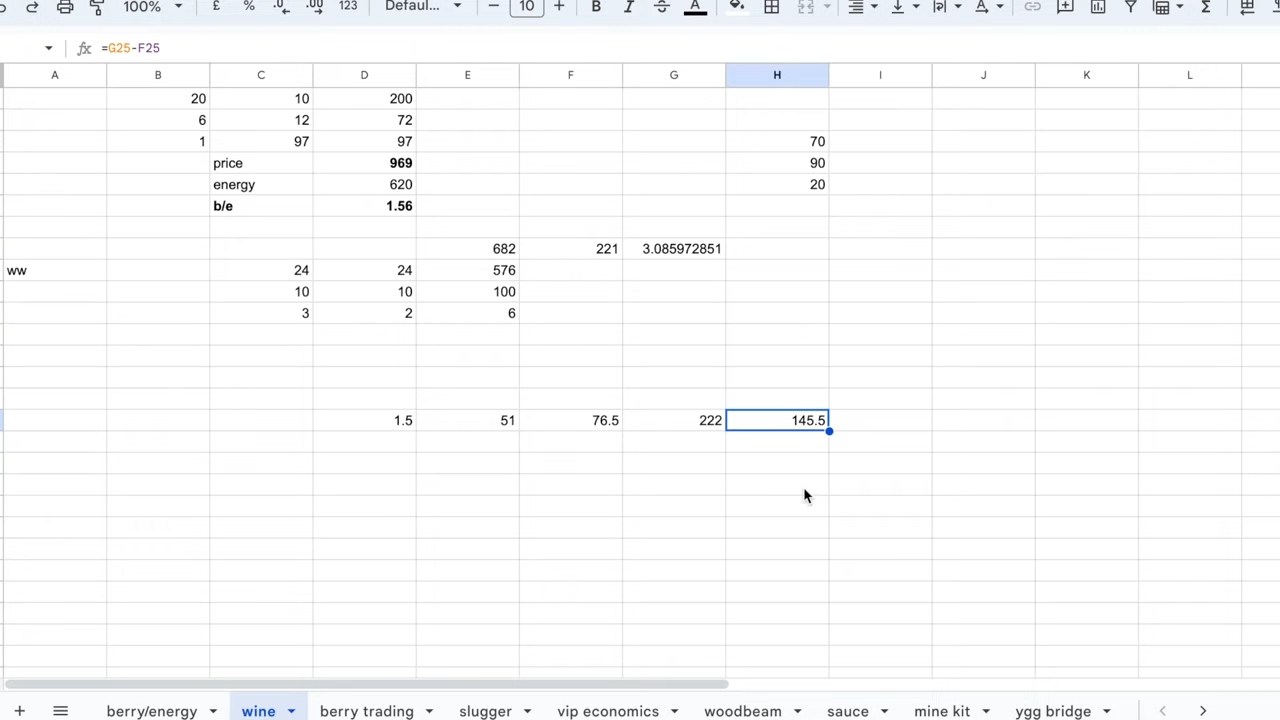 100% £ % .0 .00 123 Defaul... − 10 + B I A Σ
fx =G25-F25
A B C D E F G H I J K L
20 10 200
6 12 72
1 97 97 70
price 969 90
energy 620 20
b/e 1.56
682 221 3.085972851
ww 24 24 576
10 10 100
3 2 6
1.5 51 76.5 222 145.5
+ berry/energy wine berry trading slugger vip economics woodbeam sauce mine kit ygg bridge